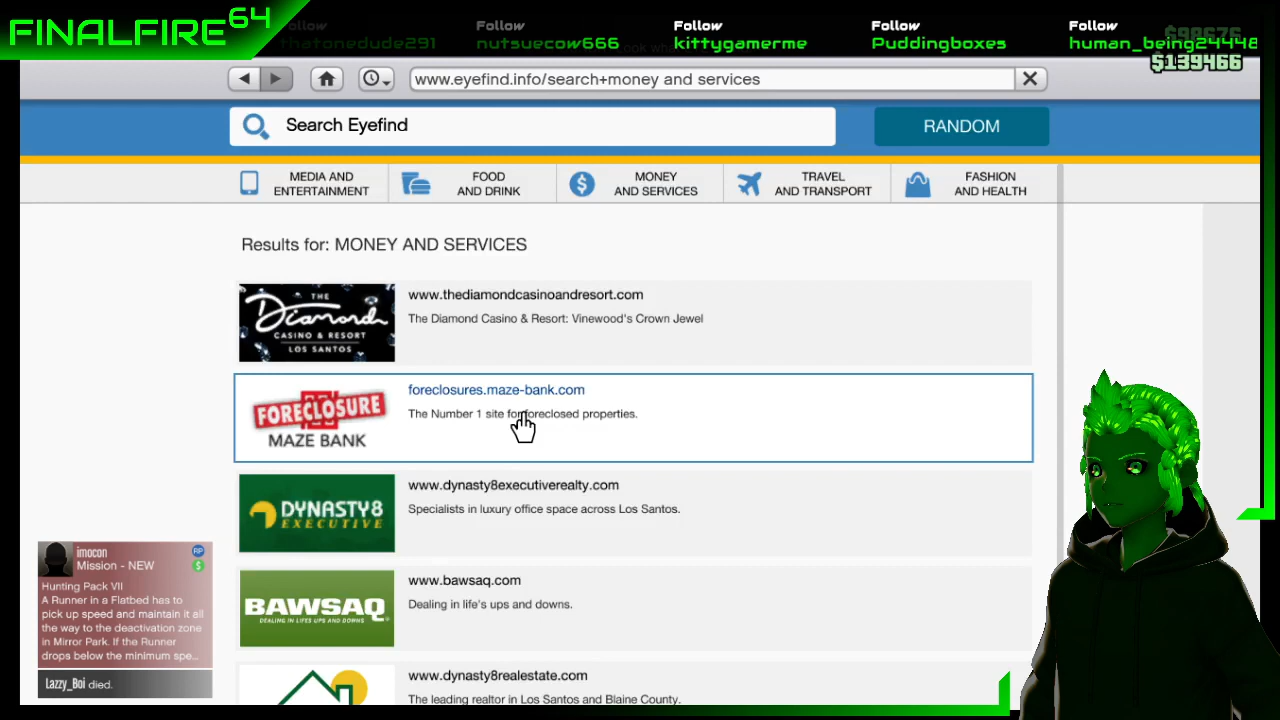 FINALFIRE64
Follow
thatonedude291
Follow
nutsuecow666
Follow
kittygamerme
Follow
Puddingboxes
Follow
human_being24448
$98675
$139466
www.eyefind.info/search+money and services
Search Eyefind
RANDOM
MEDIA AND
ENTERTAINMENT
FOOD
AND DRINK
MONEY
AND SERVICES
TRAVEL
AND TRANSPORT
FASHION
AND HEALTH
Results for: MONEY AND SERVICES
THE
Diamond
CASINO & RESORT
LOS SANTOS
www.thediamondcasinoandresort.com
The Diamond Casino & Resort: Vinewood's Crown Jewel
FORECLOSURE
MAZE BANK
foreclosures.maze-bank.com
The Number 1 site for foreclosed properties.
DYNASTY8
EXECUTIVE
www.dynasty8executiverealty.com
Specialists in luxury office space across Los Santos.
BAWSAQ
DEALING IN LIFES UPS AND DOWNS
www.bawsaq.com
Dealing in life's ups and downs.
www.dynasty8realestate.com
The leading realtor in Los Santos and Blaine County.
imocon
RP
Mission - NEW
$
Hunting Pack VII
A Runner in a Flatbed has to
pick up speed and maintain it all
the way to the deactivation zone
in Mirror Park. If the Runner
drops below the minimum spe...
Lazzy_Boi died.